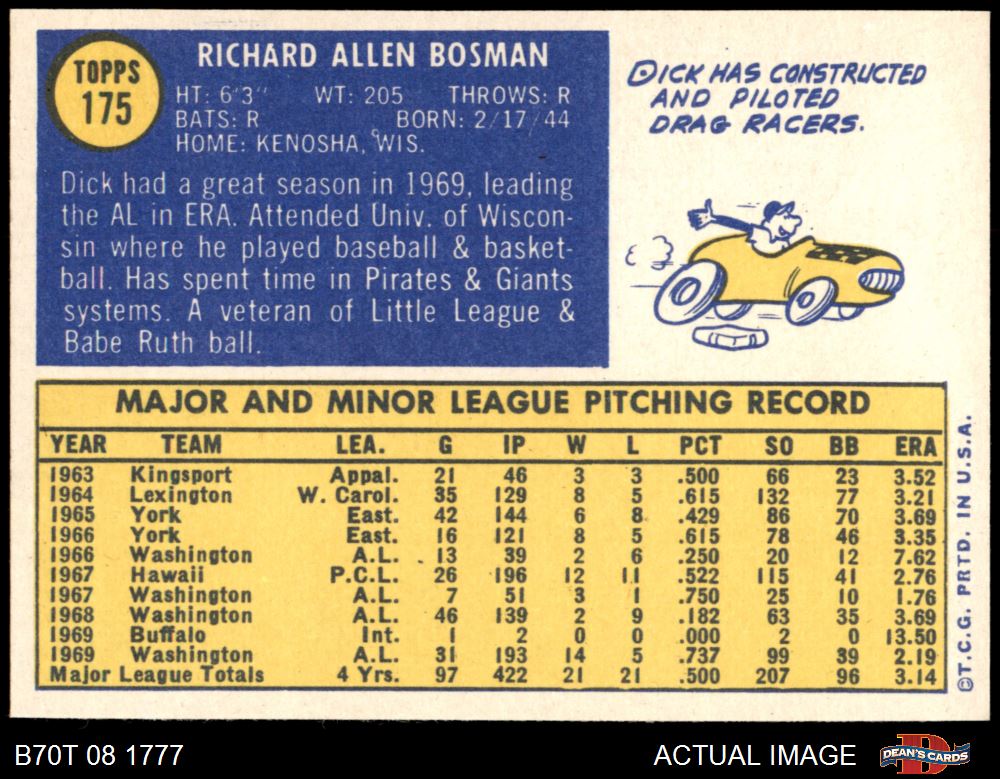 TOPPS
175
RICHARD ALLEN BOSMAN
HT: 6'3" WT: 205 THROWS: R
BATS: R BORN: 2/17/44
HOME: KENOSHA, WIS.
Dick had a great season in 1969, leading
the AL in ERA. Attended Univ. of Wiscon-
sin where he played baseball & basket-
ball. Has spent time in Pirates & Giants
systems. A veteran of Little League &
Babe Ruth ball.
DICK HAS CONSTRUCTED
AND PILOTED
DRAG RACERS.
MAJOR AND MINOR LEAGUE PITCHING RECORD
YEAR TEAM LEA. G IP W L PCT SO BB ERA
1963 Kingsport Appal. 21 46 3 3 .500 66 23 3.52
1964 Lexington W. Carol. 35 129 8 5 .615 132 77 3.21
1965 York East. 42 144 6 8 .429 86 70 3.69
1966 York East. 16 121 8 5 .615 78 46 3.35
1966 Washington A.L. 13 39 2 6 .250 20 12 7.62
1967 Hawaii P.C.L. 26 196 12 11 .522 115 41 2.76
1967 Washington A.L. 7 51 3 1 .750 25 10 1.76
1968 Washington A.L. 46 139 2 9 .182 63 35 3.69
1969 Buffalo Int. 1 2 0 0 .000 2 0 13.50
1969 Washington A.L. 31 193 14 5 .737 99 39 2.19
Major League Totals 4 Yrs. 97 422 21 21 .500 207 96 3.14
©T.C.G. PRTD. IN U.S.A.
B70T 08 1777
ACTUAL IMAGE
DEAN'S CARDS